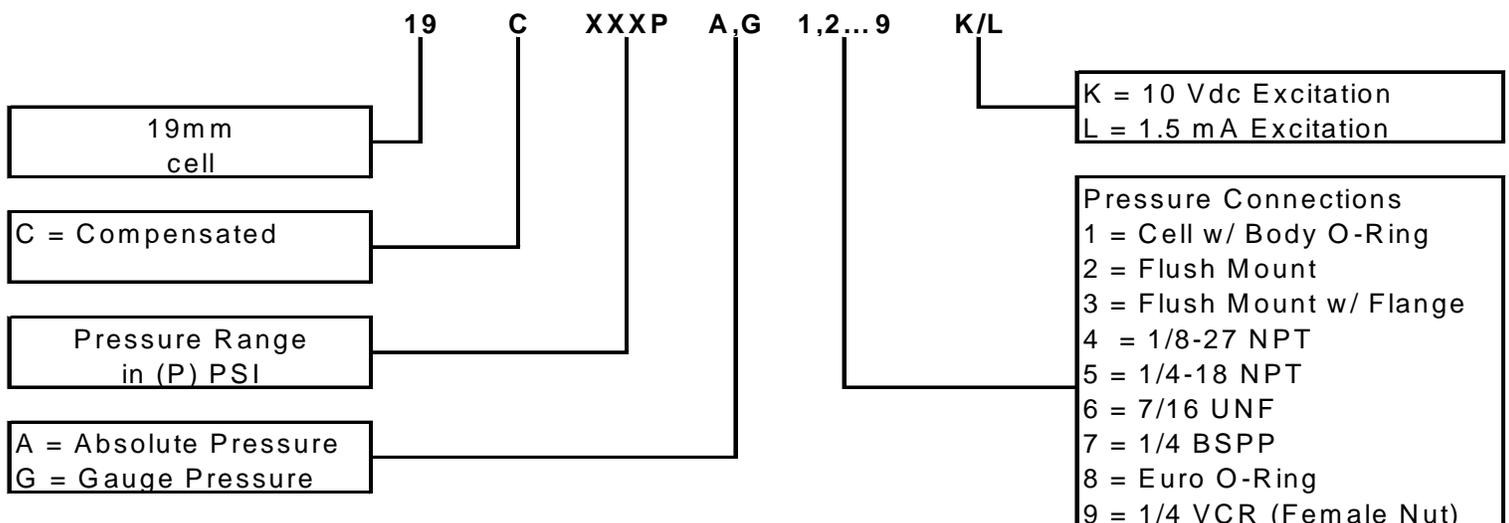 19 C XXXP A,G 1,2...9 K/L
19mm
cell
C = Compensated
Pressure Range
in (P) PSI
A = Absolute Pressure
G = Gauge Pressure
K = 10 Vdc Excitation
L = 1.5 mA Excitation
Pressure Connections
1 = Cell w/ Body O-Ring
2 = Flush Mount
3 = Flush Mount w/ Flange
4 = 1/8-27 NPT
5 = 1/4-18 NPT
6 = 7/16 UNF
7 = 1/4 BSPP
8 = Euro O-Ring
9 = 1/4 VCR (Female Nut)